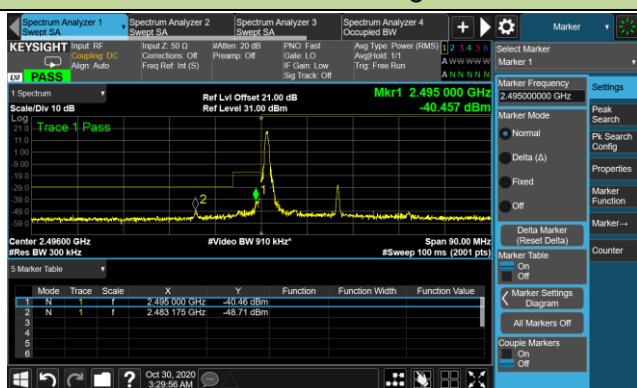 Spectrum Analyzer 1
Swept SA
Spectrum Analyzer 2
Swept SA
Spectrum Analyzer 3
Swept SA
Spectrum Analyzer 4
Occupied BW
Marker
KEYSIGHT
Input: RF
Coupling: DC
Align: Auto
Input Z: 50 Ω
Corrections: Off
Freq Ref: Int (S)
#Atten: 20 dB
Preamp: Off
PNO: Fast
Gate: LO
IF Gain: Low
Sig Track: Off
Avg Type: Power (RMS)
Avg|Hold: 1/1
Trig: Free Run
1 2 3 4 5 6
A W W W W W
A N N N N N
LXI
PASS
Select Marker
Marker 1
1 Spectrum
Scale/Div 10 dB
Ref Lvl Offset 21.00 dB
Ref Level 31.00 dBm
Mkr1 2.495 000 GHz
-40.457 dBm
Log
Trace 1 Pass
21.0
11.0
1.00
-9.00
-19.0
-29.0
-39.0
-49.0
-59.0
1
2
Center 2.49600 GHz
#Res BW 300 kHz
#Video BW 910 kHz*
Span 90.00 MHz
#Sweep 100 ms (2001 pts)
5 Marker Table
Mode Trace Scale X Y Function Function Width Function Value
1 N 1 f 2.495 000 GHz -40.46 dBm
2 N 1 f 2.483 175 GHz -48.71 dBm
3
4
5
6
Marker Frequency
2.495000000 GHz
Marker Mode
Normal
Delta (Δ)
Fixed
Off
Delta Marker
(Reset Delta)
Marker Table
On
Off
Marker Settings
Diagram
All Markers Off
Couple Markers
On
Off
Settings
Peak
Search
Pk Search
Config
Properties
Marker
Function
Marker→
Counter
Oct 30, 2020
3:29:56 AM